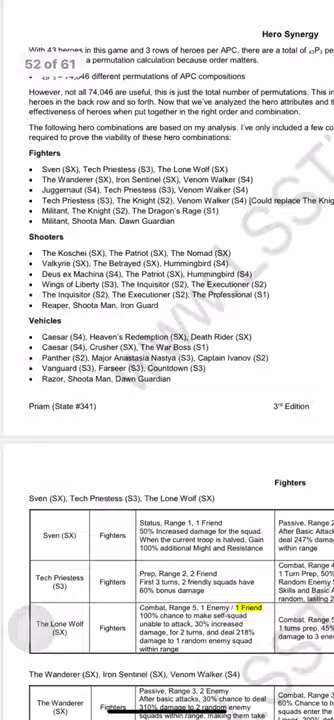 Hero Synergy
With 43 heroes in this game and 3 rows of heroes per APC, there are a total of ₄₃P₃ pe
52 of 61
a permutation calculation because order matters.
74,046 different permutations of APC compositions
However, not all 74,046 are useful, this is just the total number of permutations. This in
heroes in the back row and so forth. Now that we've analyzed the hero attributes and t
effectiveness of heroes when put together in the right order and combination.
The following hero combinations are based on my analysis. I've only included a few co
required to prove the viability of these hero combinations:
Fighters
• Sven (SX), Tech Priestess (S3), The Lone Wolf (SX)
• The Wanderer (SX), Iron Sentinel (SX), Venom Walker (S4)
• Juggernaut (S4), Tech Priestess (S3), Venom Walker (S4)
• Tech Priestess (S3), The Knight (S2), Venom Walker (S4) [Could replace The Knig
• Militant, The Knight (S2), The Dragon's Rage (S1)
• Militant, Shoota Man, Dawn Guardian
Shooters
• The Koschei (SX), The Patriot (SX), The Nomad (SX)
• Valkyrie (SX), The Betrayed (SX), Hummingbird (S4)
• Deus ex Machina (S4), The Patriot (SX), Hummingbird (S4)
• Wings of Liberty (S3), The Inquisitor (S2), The Executioner (S2)
• The Inquisitor (S2), The Executioner (S2), The Professional (S1)
• Reaper, Shoota Man, Iron Guard
Vehicles
• Caesar (S4), Heaven's Redemption (SX), Death Rider (SX)
• Caesar (S4), Crusher (SX), The War Boss (S1)
• Panther (S2), Major Anastasia Nastya (S3), Captain Ivanov (S2)
• Vanguard (S3), Farseer (S3), Countdown (S3)
• Razor, Shoota Man, Dawn Guardian
Priam (State #341) 3rd Edition
Fighters
Sven (SX), Tech Priestess (S3), The Lone Wolf (SX)
Sven (SX)
Fighters
Status, Range 1, 1 Friend
50% Increased damage for the squad.
When the current troop is halved. Gain
100% additional Might and Resistance
Passive, Range 2
After Basic Attack
deal 247% dama
within range
Tech Priestess
(S3)
Fighters
Prep, Range 2, 2 Friend
First 3 turns, 2 friendly squads have
60% bonus damage
Combat, Range 4
1 Turn Prep, 50%
Random Enemy
Skills and Basic A
random, lasting 2
The Lone Wolf
(SX)
Fighters
Combat, Range 5, 1 Enemy / 1 Friend
100% chance to make self-squad
unable to attack, 30% increased
damage, for 2 turns, and deal 218%
damage to 1 random enemy squad
within range
Combat, Range 5
1 turns prep, 45%
damage to 3 ene
The Wanderer (SX), Iron Sentinel (SX), Venom Walker (S4)
The Wanderer
(SX)
Fighters
Passive, Range 3, 2 Enemy
After basic attacks, 30% chance to deal
310% damage to 2 random enemy
squads within range, making them take
Combat, Range
60% Chance to
squads enter the